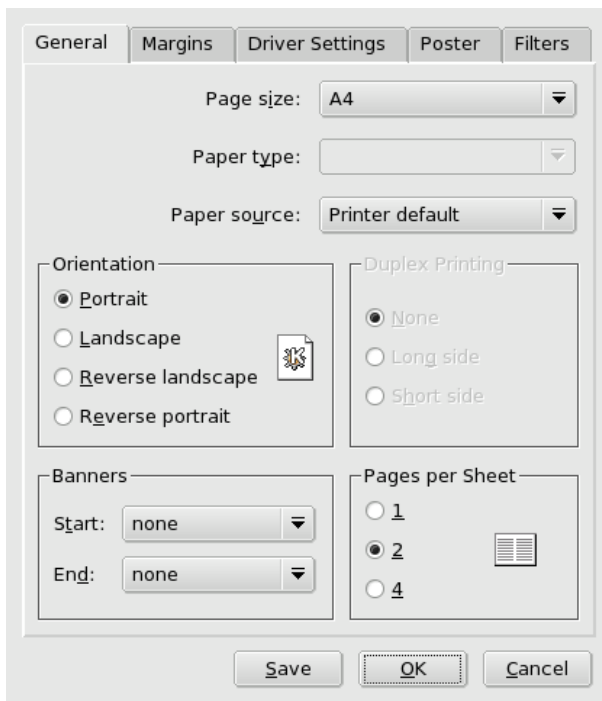 General Margins Driver Settings Poster Filters
Page size: A4
Paper type:
Paper source: Printer default
Orientation
Portrait
Landscape
Reverse landscape
Reverse portrait
Duplex Printing
None
Long side
Short side
Banners
Start: none
End: none
Pages per Sheet
1
2
4
Save OK Cancel